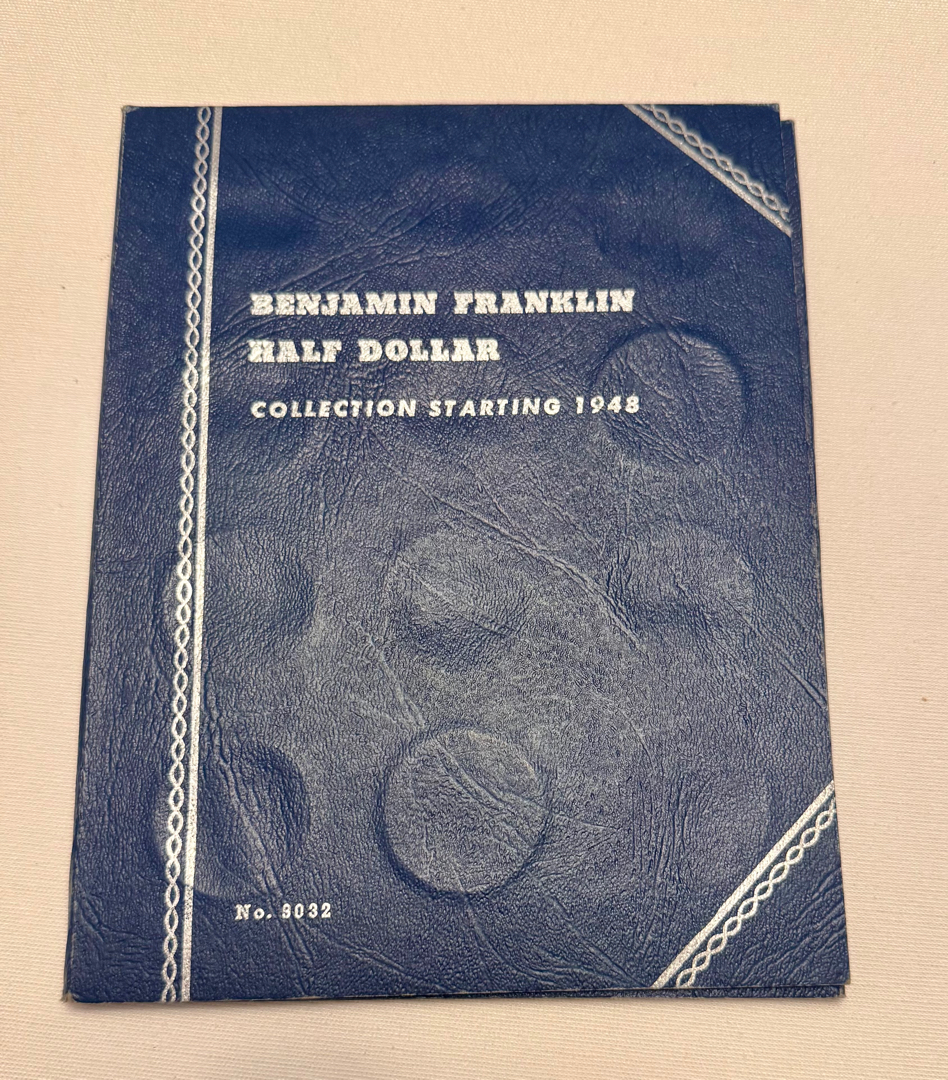 BENJAMIN FRANKLIN
HALF DOLLAR
COLLECTION STARTING 1948
No. 9032